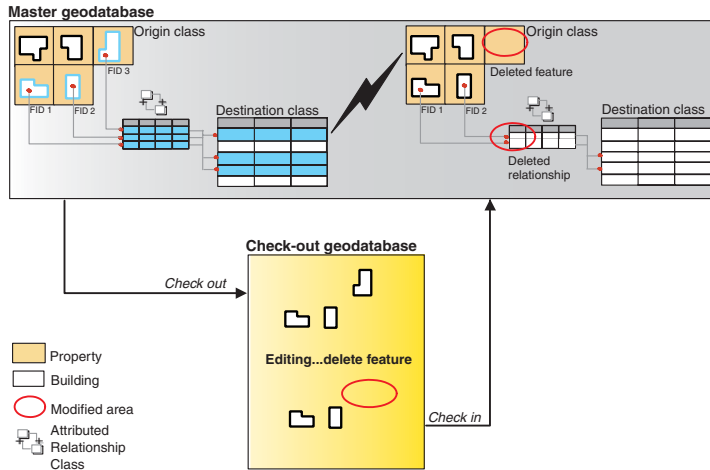 Master geodatabase
Origin class
FID 3
FID 1
FID 2
Destination class
Origin class
Deleted feature
FID 1
FID 2
Destination class
Deleted
relationship
Check-out geodatabase
Check out
Editing...delete feature
Check in
Property
Building
Modified area
Attributed
Relationship
Class